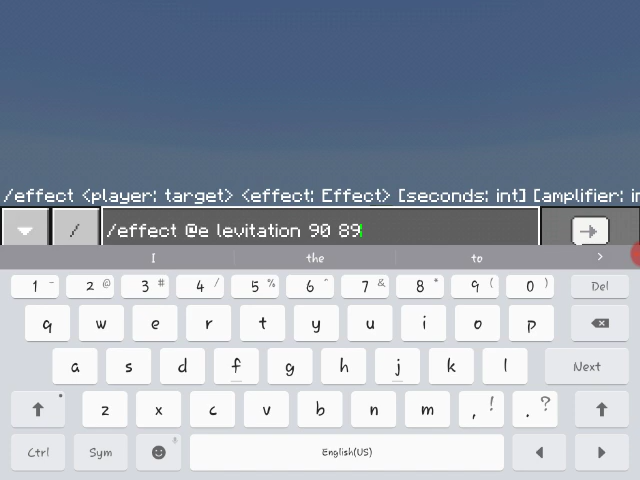 /effect <player: target> <effect: Effect> [seconds: int] [amplifier: in
/ /effect @e levitation 90 89
I the to >
1 - 2 @ 3 # 4 / 5 % 6 ^ 7 & 8 * 9 ( 0 ) Del
q w e r t y u i o p
a s d f g h j k l Next
z x c v b n m , ! . ?
Ctrl Sym English(US)